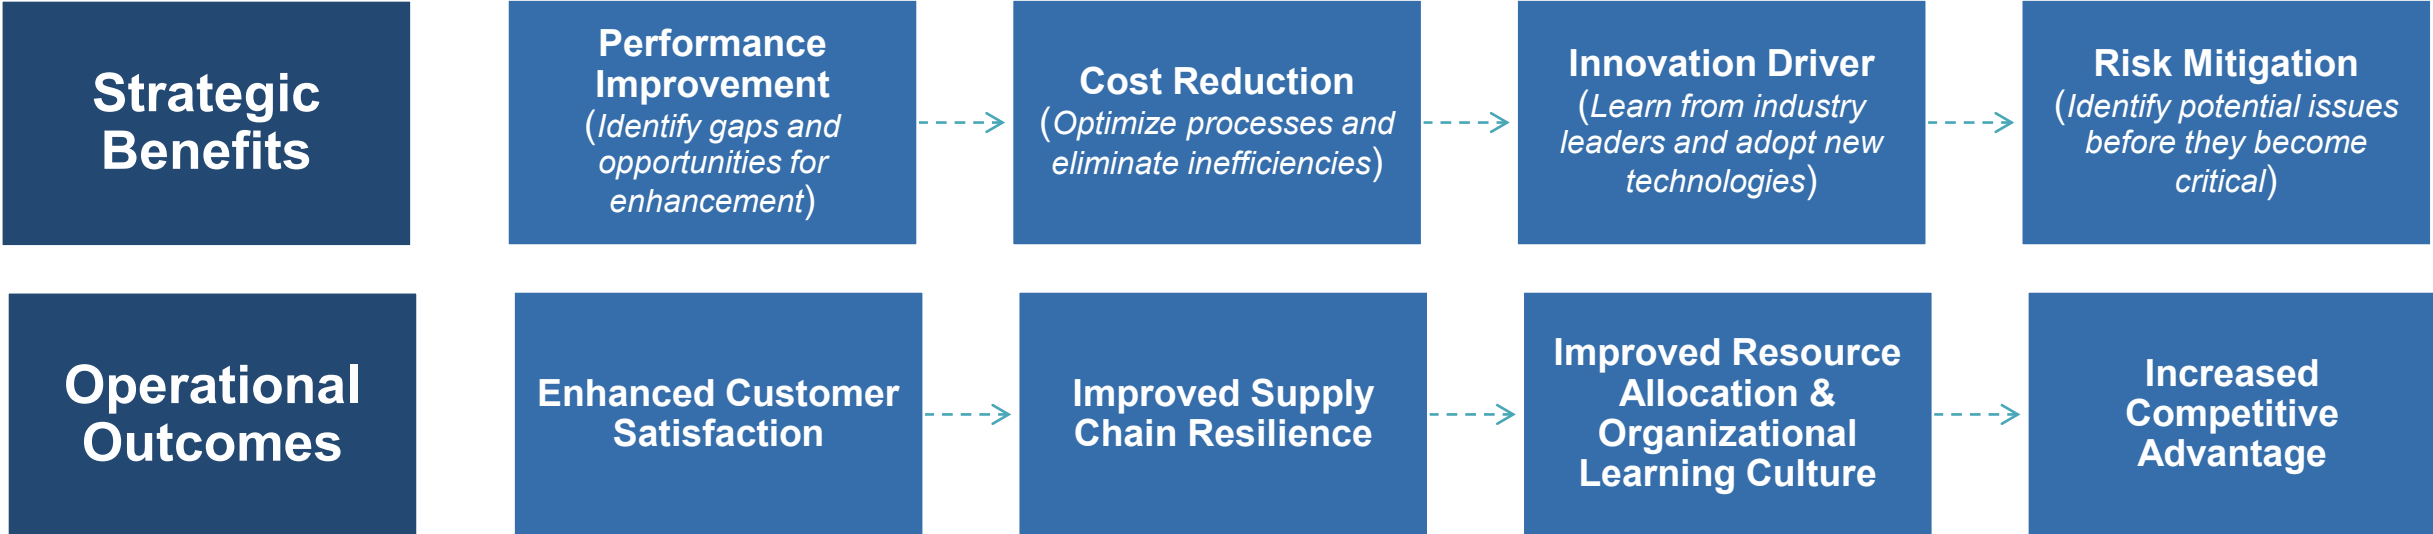 Strategic
Benefits
Performance
Improvement
(Identify gaps and
opportunities for
enhancement)
Cost Reduction
(Optimize processes and
eliminate inefficiencies)
Innovation Driver
(Learn from industry
leaders and adopt new
technologies)
Risk Mitigation
(Identify potential issues
before they become
critical)
Operational
Outcomes
Enhanced Customer
Satisfaction
Improved Supply
Chain Resilience
Improved Resource
Allocation &
Organizational
Learning Culture
Increased
Competitive
Advantage